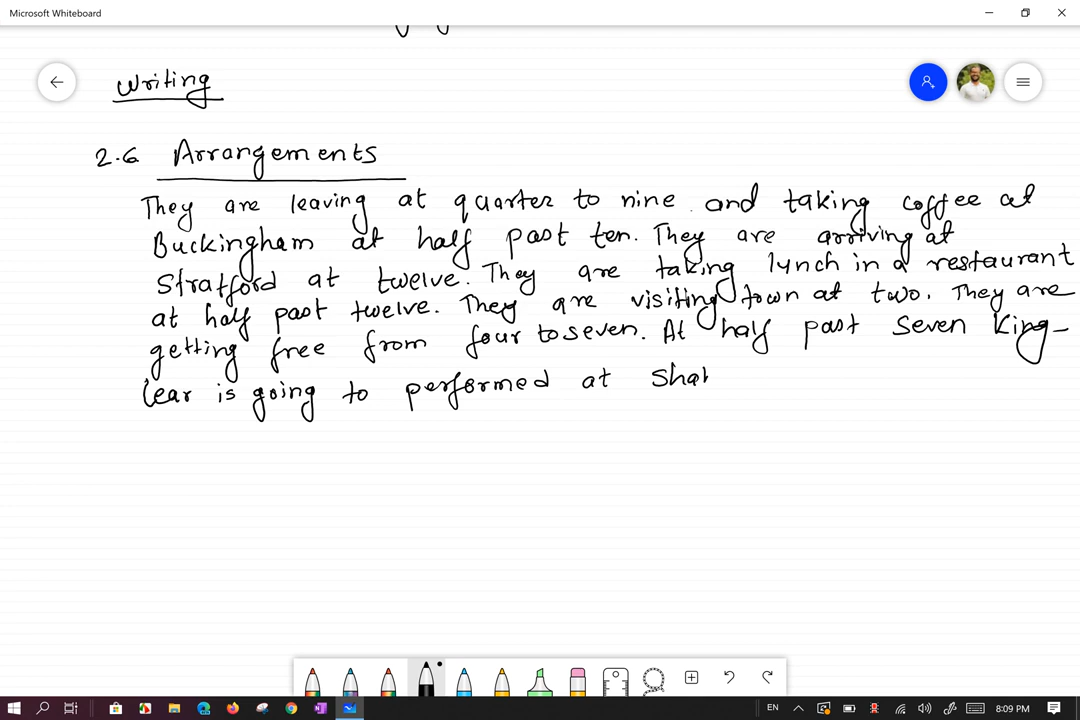 Microsoft Whiteboard
Writing
2.6 Arrangements
They are leaving at quarter to nine and taking coffee at
Buckingham at half past ten. They are arriving at
Stratford at twelve. They are taking lynch in a restaurant
at half past twelve. They are visiting town at two. They are
getting free from four to seven. At half past seven King-
lear is going to performed at Shak
EN
8:09 PM